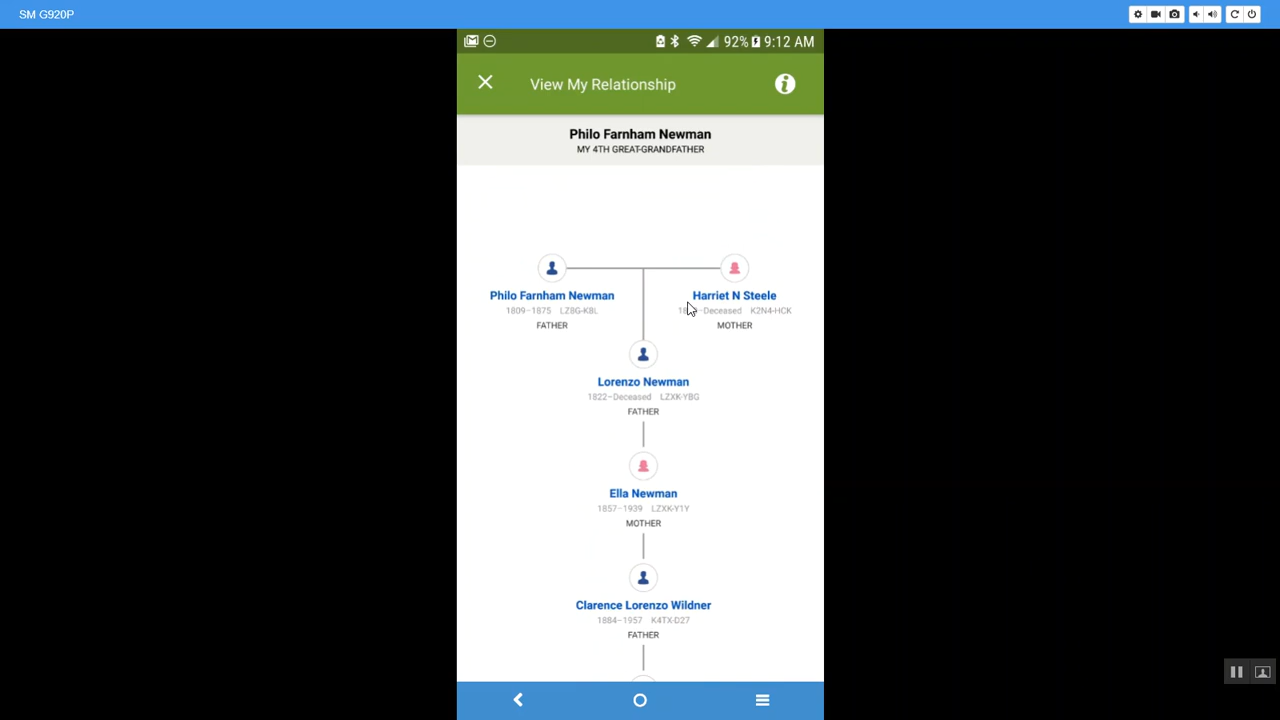 SM G920P
92% 9:12 AM
View My Relationship
Philo Farnham Newman
MY 4TH GREAT-GRANDFATHER
Philo Farnham Newman
1809–1875 LZ8G-K8L
FATHER
Harriet N Steele
–Deceased K2N4-HCK
MOTHER
Lorenzo Newman
1822–Deceased LZXK-YBG
FATHER
Ella Newman
1857–1939 LZXK-Y1Y
MOTHER
Clarence Lorenzo Wildner
1884–1957 K4TX-D27
FATHER